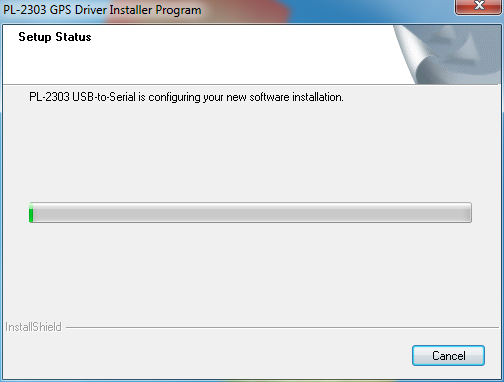 PL-2303 GPS Driver Installer Program
Setup Status
PL-2303 USB-to-Serial is configuring your new software installation.
InstallShield
Cancel